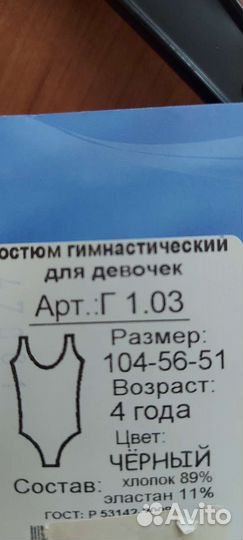 остюм гимнастический
для девочек
Арт.:Г 1.03
Размер:
104-56-51
Возраст:
4 года
Цвет:
ЧЁРНЫЙ
Состав: хлопок 89%
эластан 11%
ГОСТ: Р 53142-
Avito